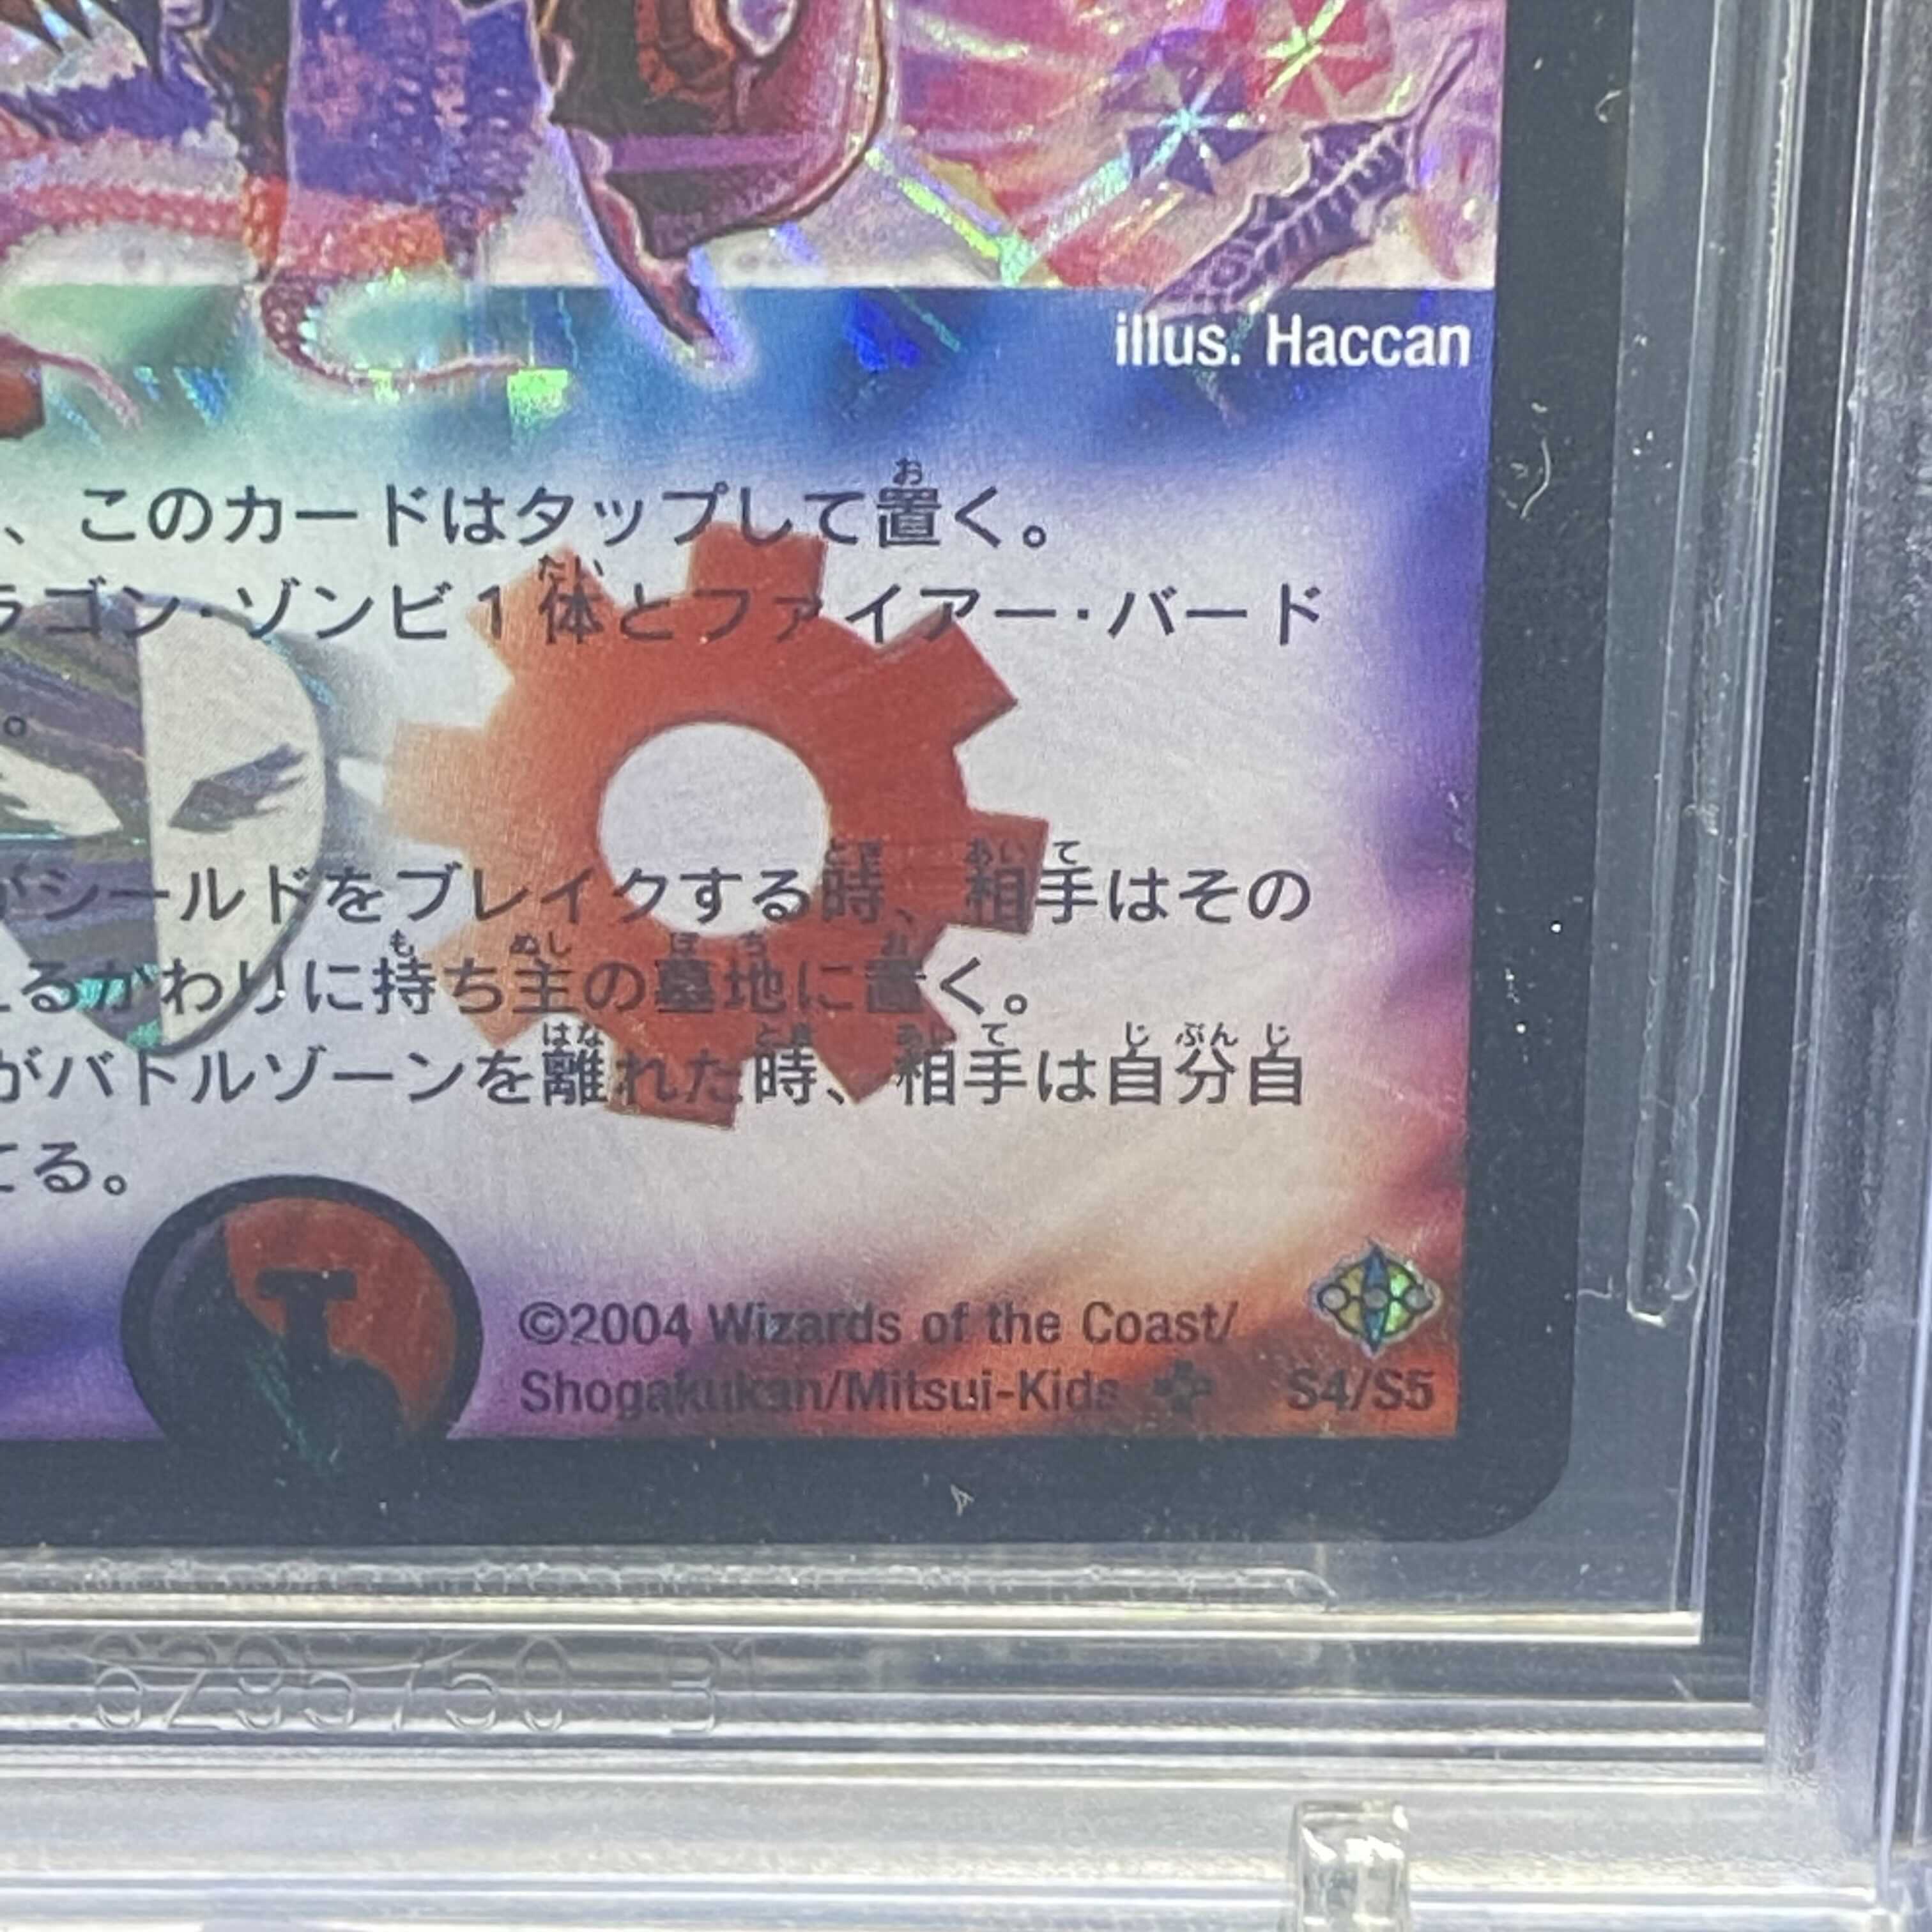 illus. Haccan
、このカードはタップして置く。
ラゴン・ゾンビ1体とファイアー・バード
。
がシールドをブレイクする時、相手はその
えるかわりに持ち主の墓地に置く。
がバトルゾーンを離れた時、相手は自分自
てる。
©2004 Wizards of the Coast/
Shogakukan/Mitsui-Kids S4/S5